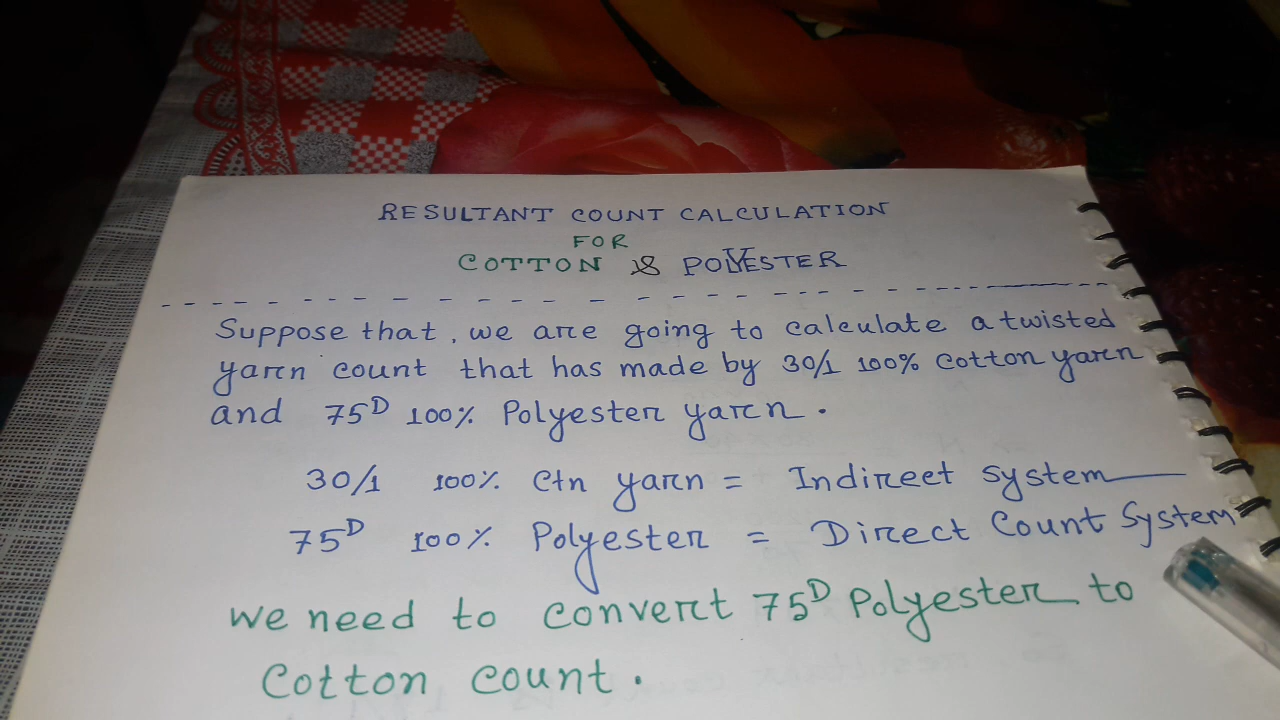 RESULTANT COUNT CALCULATION
FOR
COTTON & POLYESTER
Suppose that, we are going to calculate a twisted
yarn count that has made by 30/1 100% cotton yarn
and 75D 100% Polyester yarn.
30/1 100% Ctn yarn = Indirect system
75D 100% Polyester = Direct Count System
We need to convert 75D Polyester to
Cotton count.